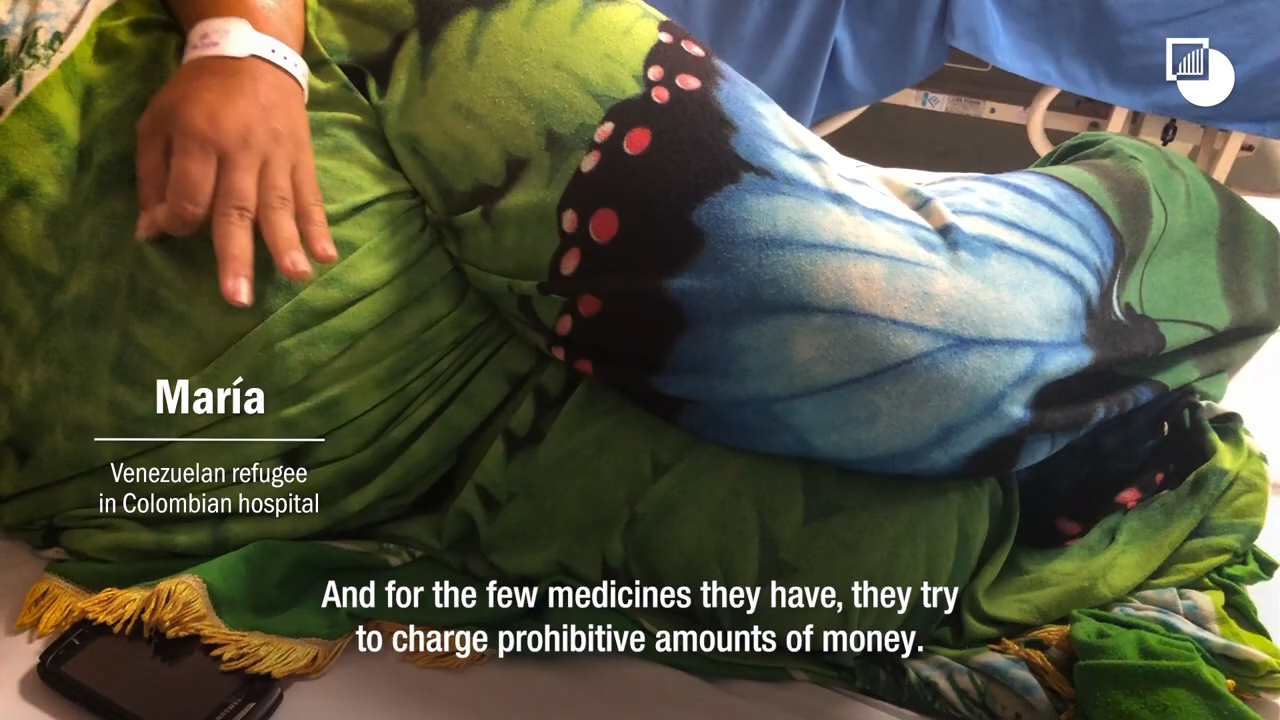 María
Venezuelan refugee
in Colombian hospital
And for the few medicines they have, they try
to charge prohibitive amounts of money.
SAMSUNG